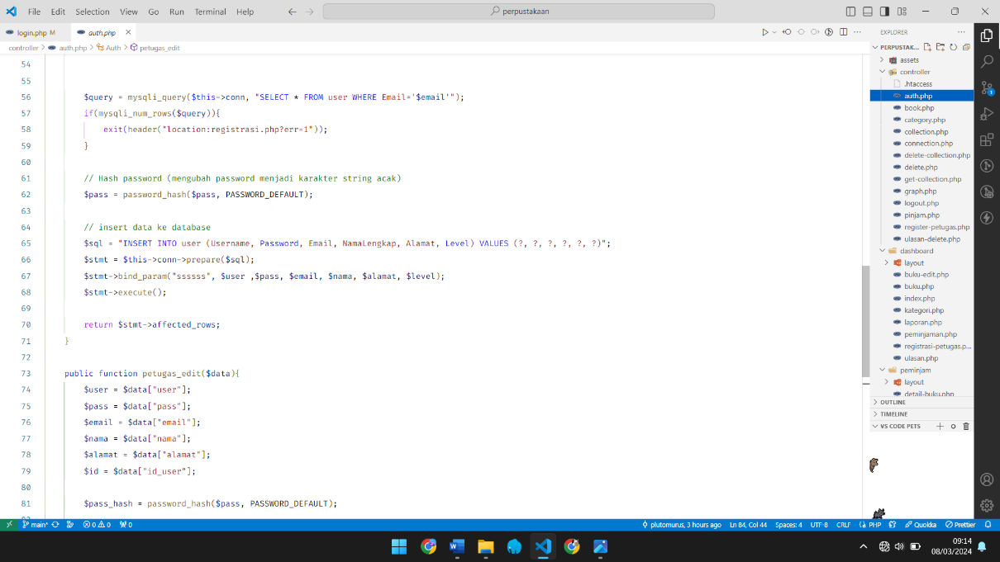 File Edit Selection View Go Run Terminal Help
perpustakaan
login.php M
auth.php
EXPLORER
controller > auth.php > Auth > petugas_edit
PERPUSTAK...
54
55
56 $query = mysqli_query($this->conn, "SELECT * FROM user WHERE Email='$email'");
57 if(mysqli_num_rows($query)){
58 exit(header("location:registrasi.php?err=1"));
59 }
60
61 // Hash password (mengubah password menjadi karakter string acak)
62 $pass = password_hash($pass, PASSWORD_DEFAULT);
63
64 // insert data ke database
65 $sql = "INSERT INTO user (Username, Password, Email, NamaLengkap, Alamat, Level) VALUES (?, ?, ?, ?, ?, ?)";
66 $stmt = $this->conn->prepare($sql);
67 $stmt->bind_param("ssssss", $user ,$pass, $email, $nama, $alamat, $level);
68 $stmt->execute();
69
70 return $stmt->affected_rows;
71 }
72
73 public function petugas_edit($data){
74 $user = $data["user"];
75 $pass = $data["pass"];
76 $email = $data["email"];
77 $nama = $data["nama"];
78 $alamat = $data["alamat"];
79 $id = $data["id_user"];
80
81 $pass_hash = password_hash($pass, PASSWORD_DEFAULT);
assets
controller
.htaccess
auth.php
book.php
category.php
collection.php
connection.php
delete-collection.php
delete.php
get-collection.php
graph.php
logout.php
pinjam.php
register-petugas.php
ulasan-delete.php
dashboard
layout
buku-edit.php
buku.php
index.php
kategori.php
laporan.php
peminjaman.php
registrasi-petugas.p...
ulasan.php
peminjam
layout
detail-buku.php
OUTLINE
TIMELINE
VS CODE PETS
1
main* 0 0 0
plutomurus, 3 hours ago Ln 84, Col 44 Spaces: 4 UTF-8 CRLF PHP Quokka Prettier
09:14
08/03/2024